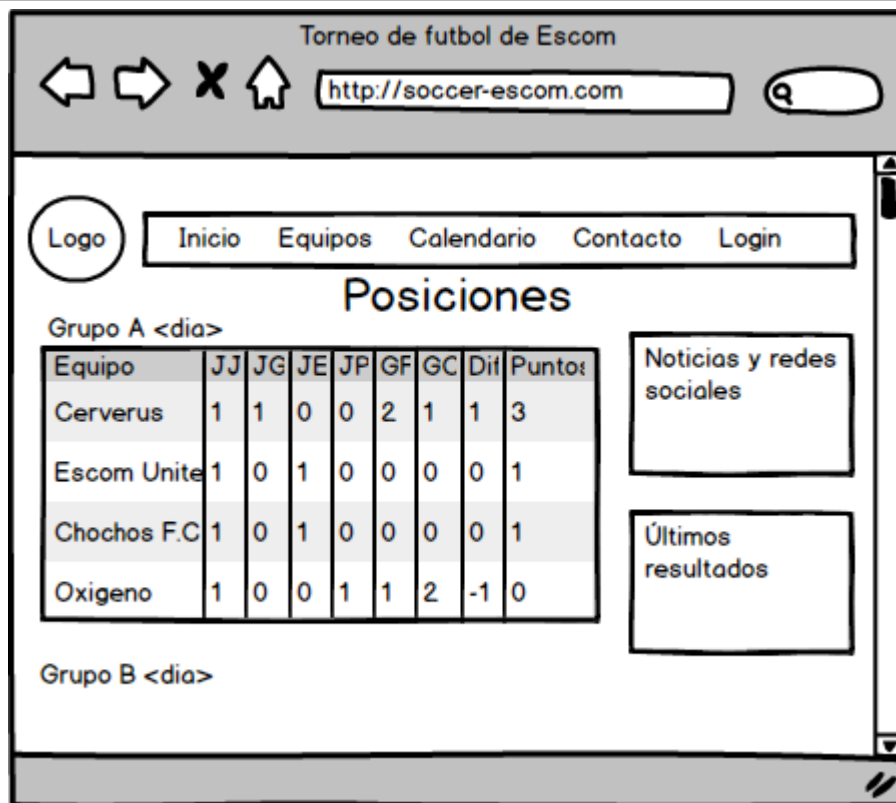 Torneo de futbol de Escom
http://soccer-escom.com
Logo Inicio Equipos Calendario Contacto Login
Posiciones
Grupo A <dia>
Equipo JJ JG JE JP GF GC Dif Puntos
Cerverus 1 1 0 0 2 1 1 3
Escom Unite 1 0 1 0 0 0 0 1
Chochos F.C 1 0 1 0 0 0 0 1
Oxigeno 1 0 0 1 1 2 -1 0
Noticias y redes
sociales
Últimos
resultados
Grupo B <dia>